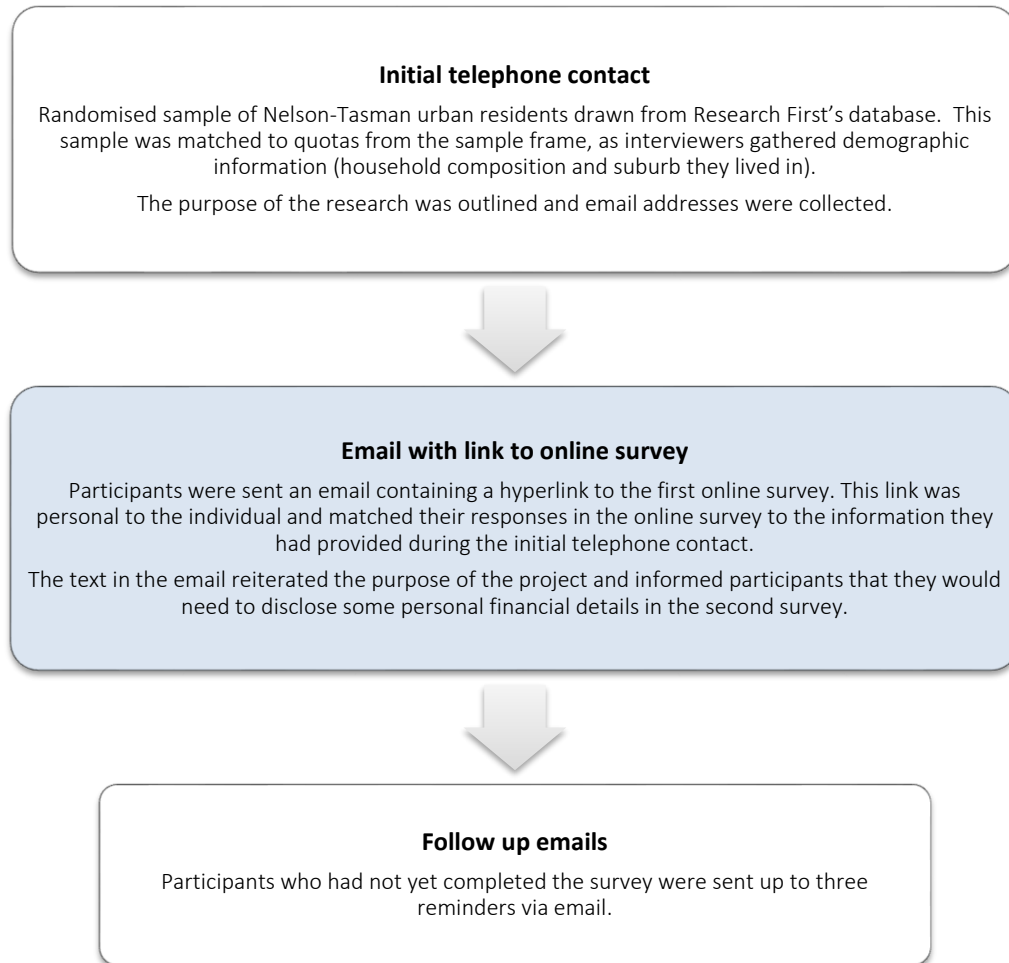 Initial telephone contact
Randomised sample of Nelson-Tasman urban residents drawn from Research First’s database.  This
sample was matched to quotas from the sample frame, as interviewers gathered demographic
information (household composition and suburb they lived in).
The purpose of the research was outlined and email addresses were collected.
Email with link to online survey
Participants were sent an email containing a hyperlink to the first online survey. This link was
personal to the individual and matched their responses in the online survey to the information they
had provided during the initial telephone contact.
The text in the email reiterated the purpose of the project and informed participants that they would
need to disclose some personal financial details in the second survey.
Follow up emails
Participants who had not yet completed the survey were sent up to three
reminders via email.